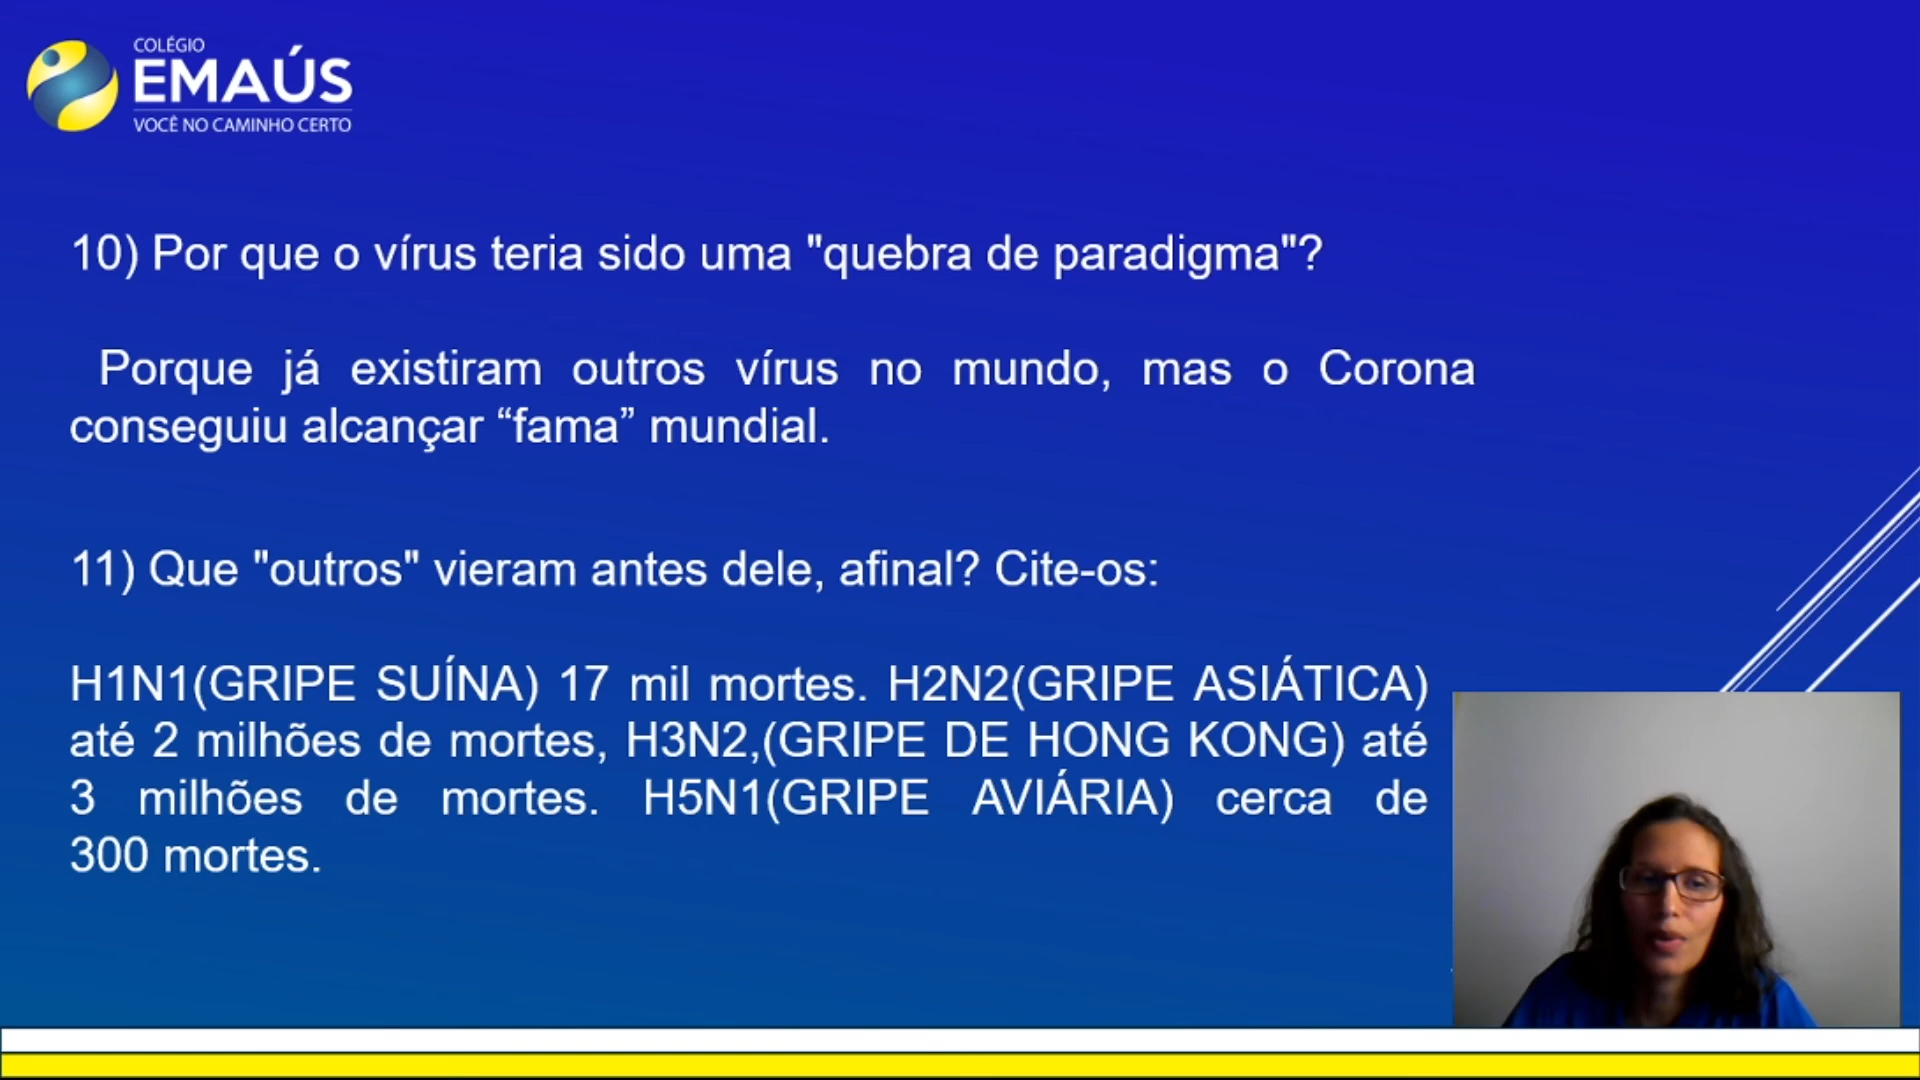 COLÉGIO
EMAÚS
VOCÊ NO CAMINHO CERTO
10) Por que o vírus teria sido uma "quebra de paradigma"?
Porque já existiram outros vírus no mundo, mas o Corona
conseguiu alcançar “fama” mundial.
11) Que "outros" vieram antes dele, afinal? Cite-os:
H1N1(GRIPE SUÍNA) 17 mil mortes. H2N2(GRIPE ASIÁTICA)
até 2 milhões de mortes, H3N2,(GRIPE DE HONG KONG) até
3 milhões de mortes. H5N1(GRIPE AVIÁRIA) cerca de
300 mortes.